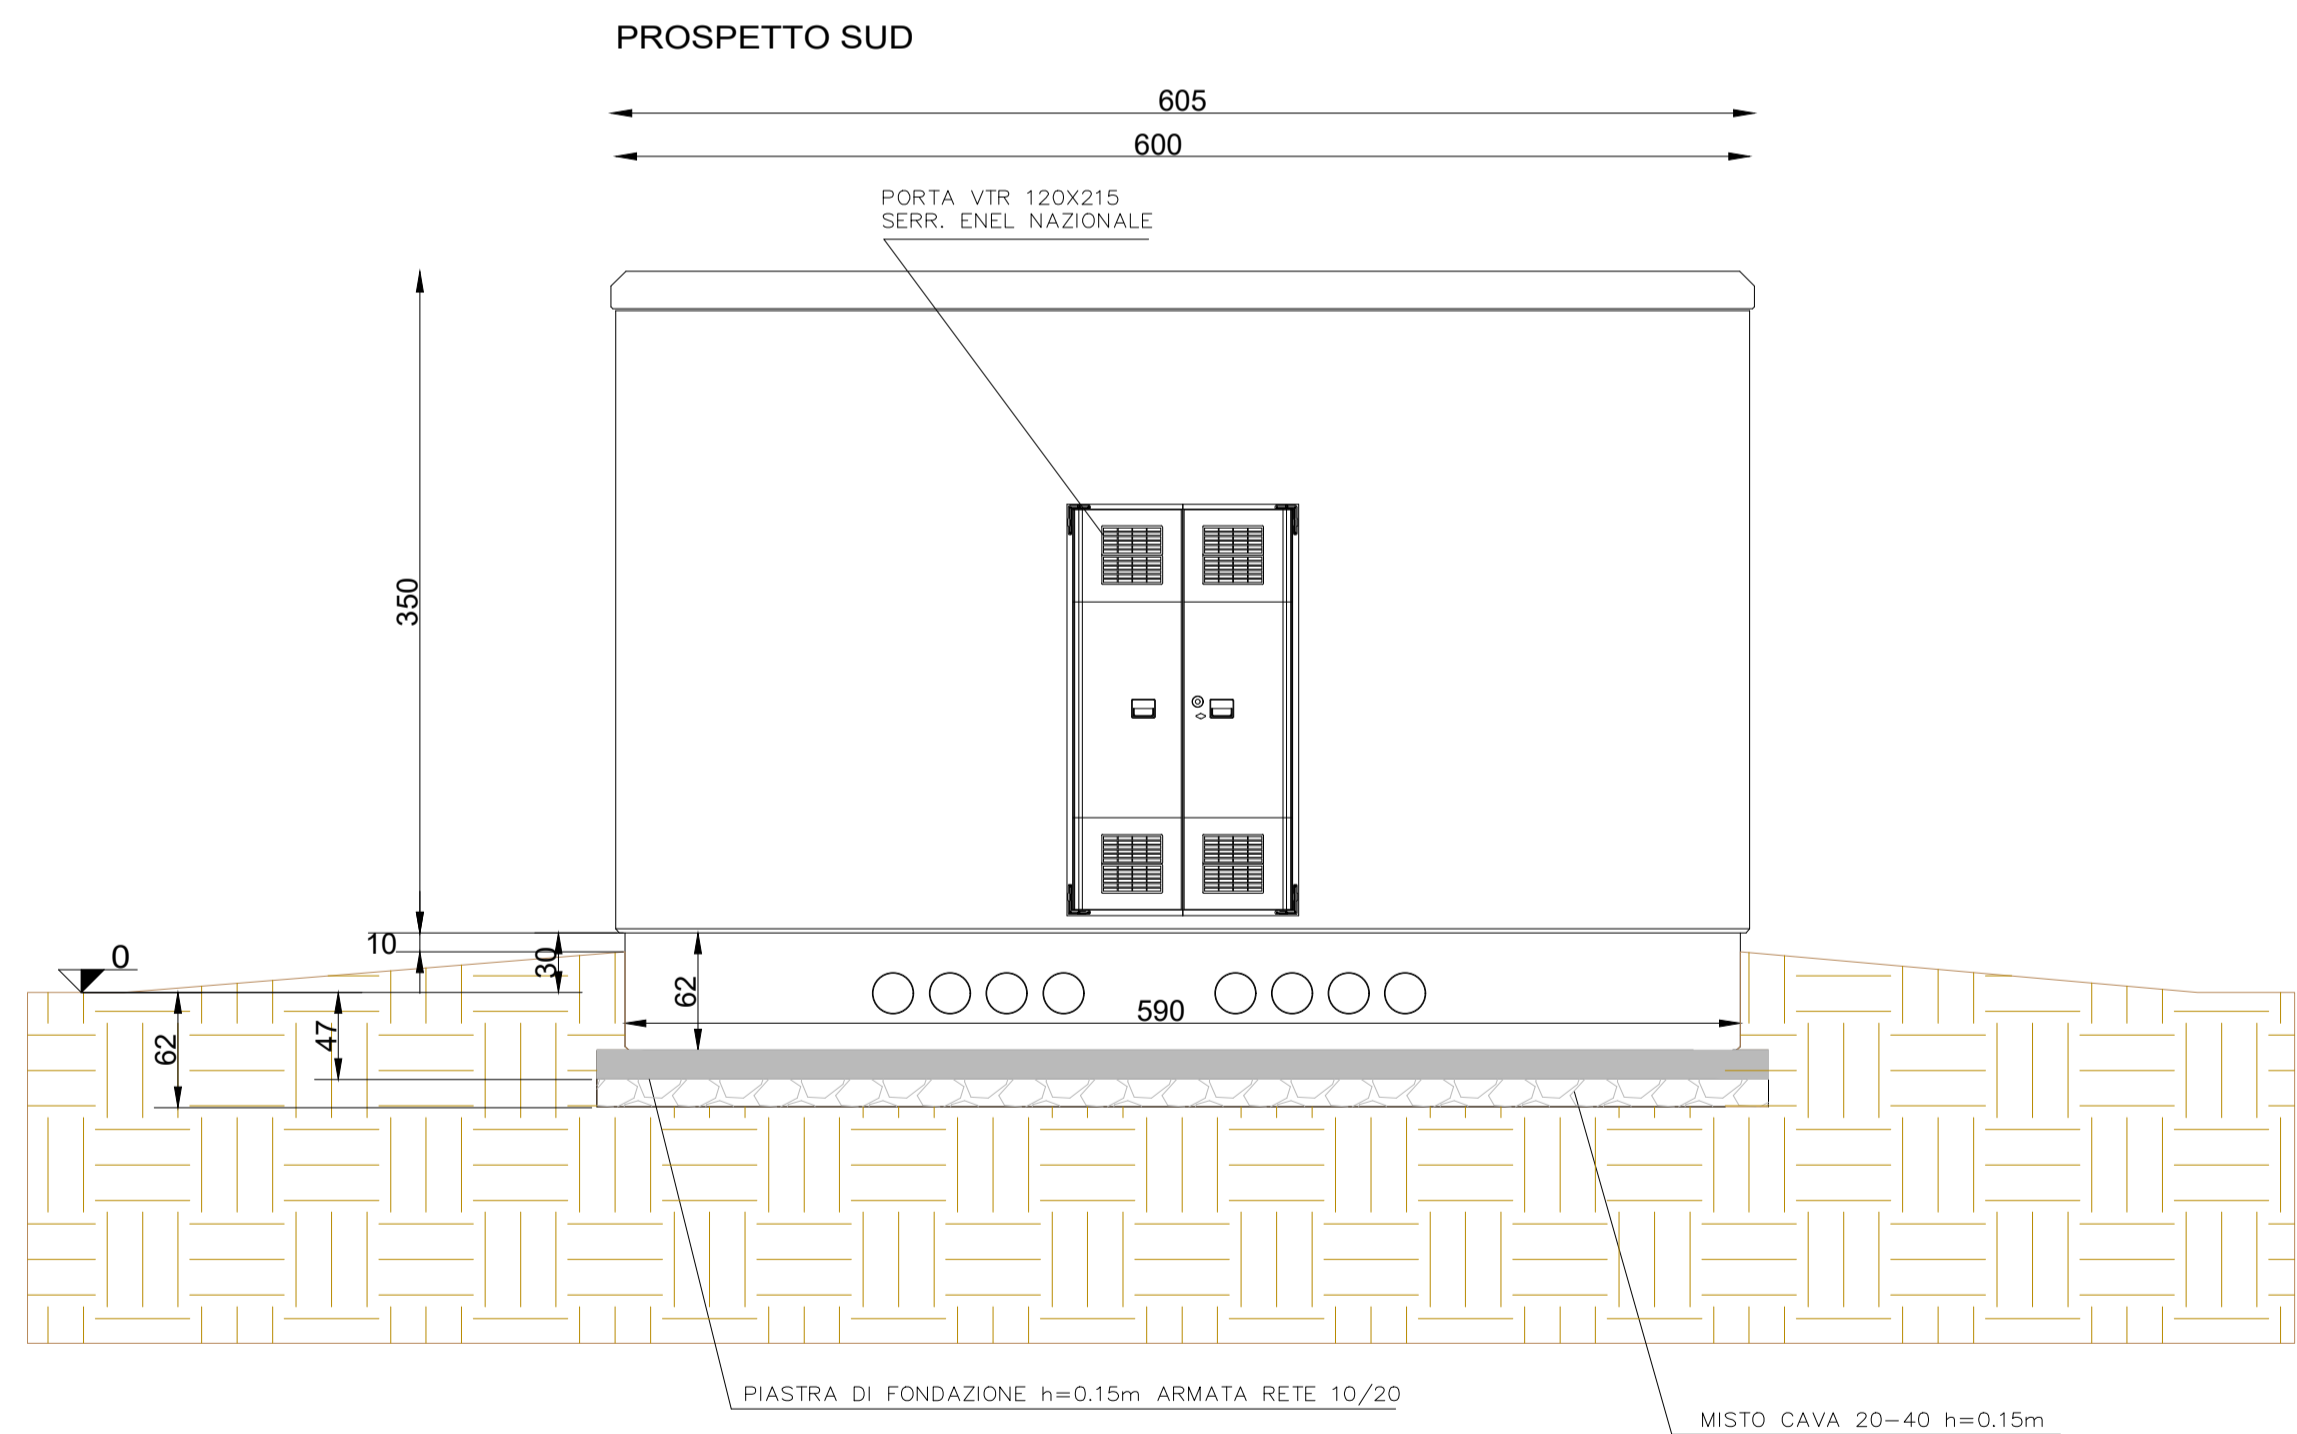 PROSPETTO SUD
605
600
PORTA VTR 120X215
SERR. ENEL NAZIONALE
350
10
30
0
62
590
47
62
PIASTRA DI FONDAZIONE h=0.15m ARMATA RETE 10/20
MISTO CAVA 20-40 h=0.15m